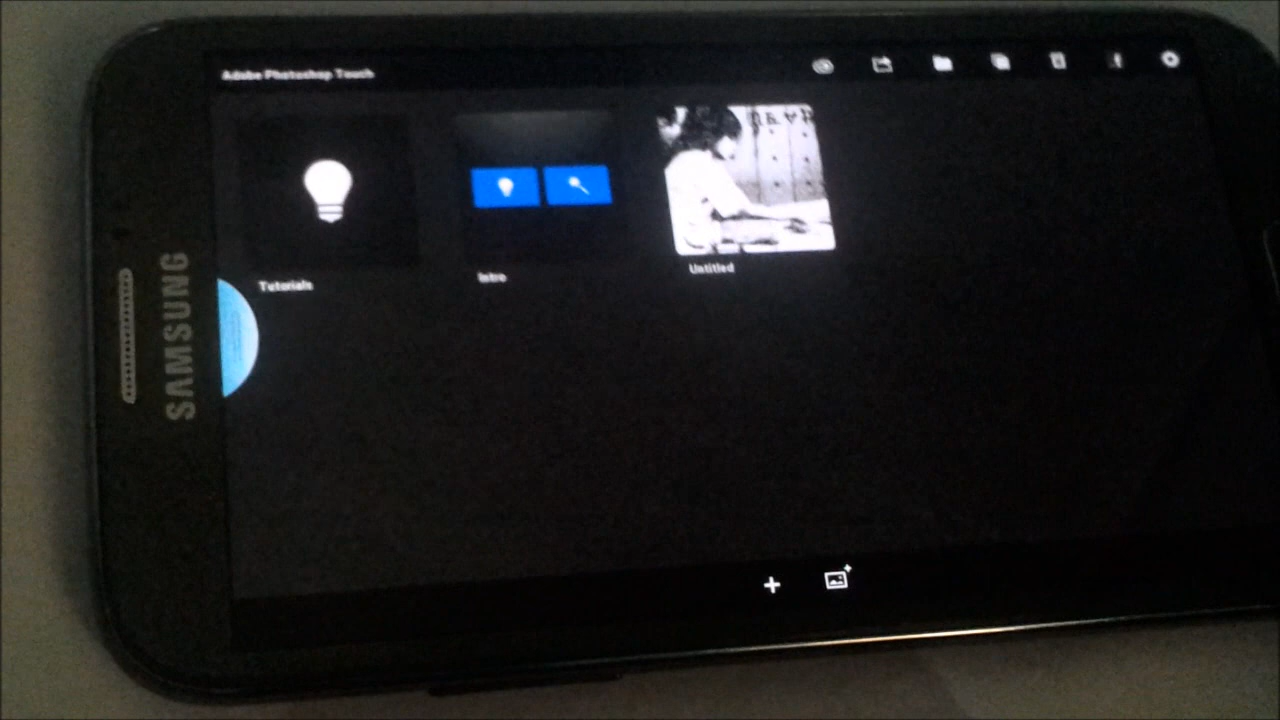 Adobe Photoshop Touch
Tutorials
Intro
Untitled
SAMSUNG